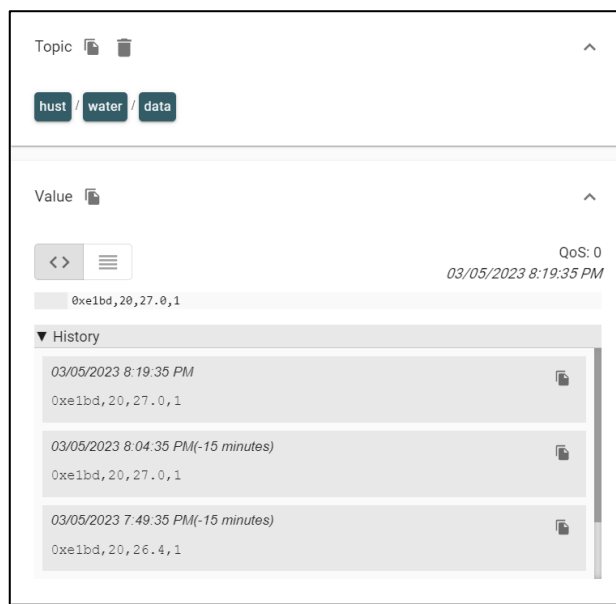 Topic
hust / water / data
Value
QoS: 0
03/05/2023 8:19:35 PM
0xe1bd,20,27.0,1
▼ History
03/05/2023 8:19:35 PM
0xe1bd,20,27.0,1
03/05/2023 8:04:35 PM(-15 minutes)
0xe1bd,20,27.0,1
03/05/2023 7:49:35 PM(-15 minutes)
0xe1bd,20,26.4,1